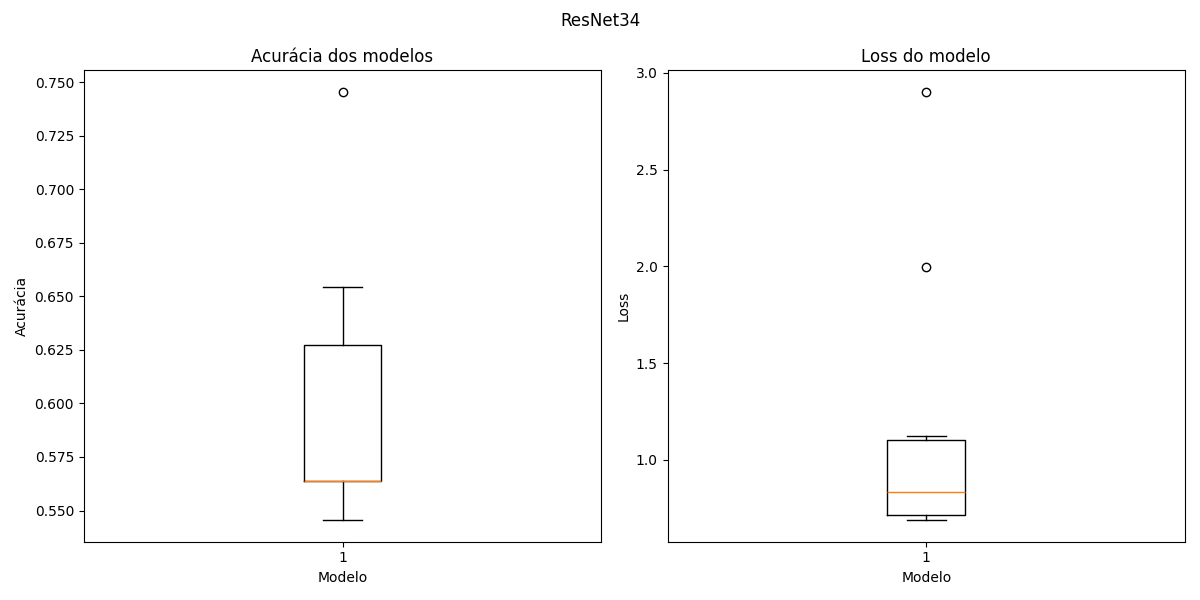 ResNet34
Acurácia dos modelos
Acurácia
0.750
0.725
0.700
0.675
0.650
0.625
0.600
0.575
0.550
1
Modelo
Loss do modelo
Loss
3.0
2.5
2.0
1.5
1.0
1
Modelo